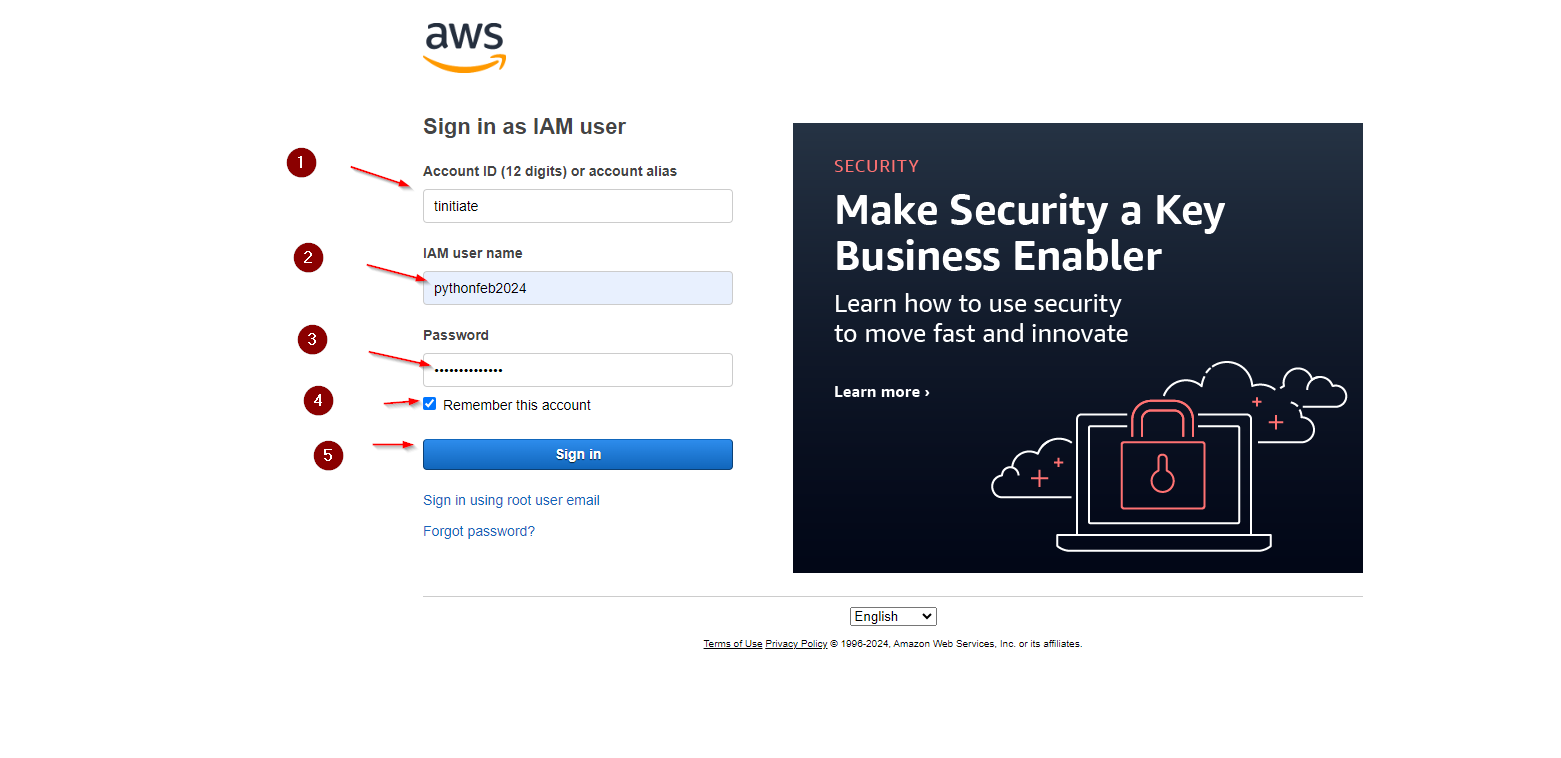 aws
Sign in as IAM user
1
Account ID (12 digits) or account alias
tinitiate
2
IAM user name
pythonfeb2024
3
Password
••••••••••••••
4
Remember this account
5
Sign in
Sign in using root user email
Forgot password?
SECURITY
Make Security a Key
Business Enabler
Learn how to use security
to move fast and innovate
Learn more ›
English
Terms of Use Privacy Policy © 1996-2024, Amazon Web Services, Inc. or its affiliates.